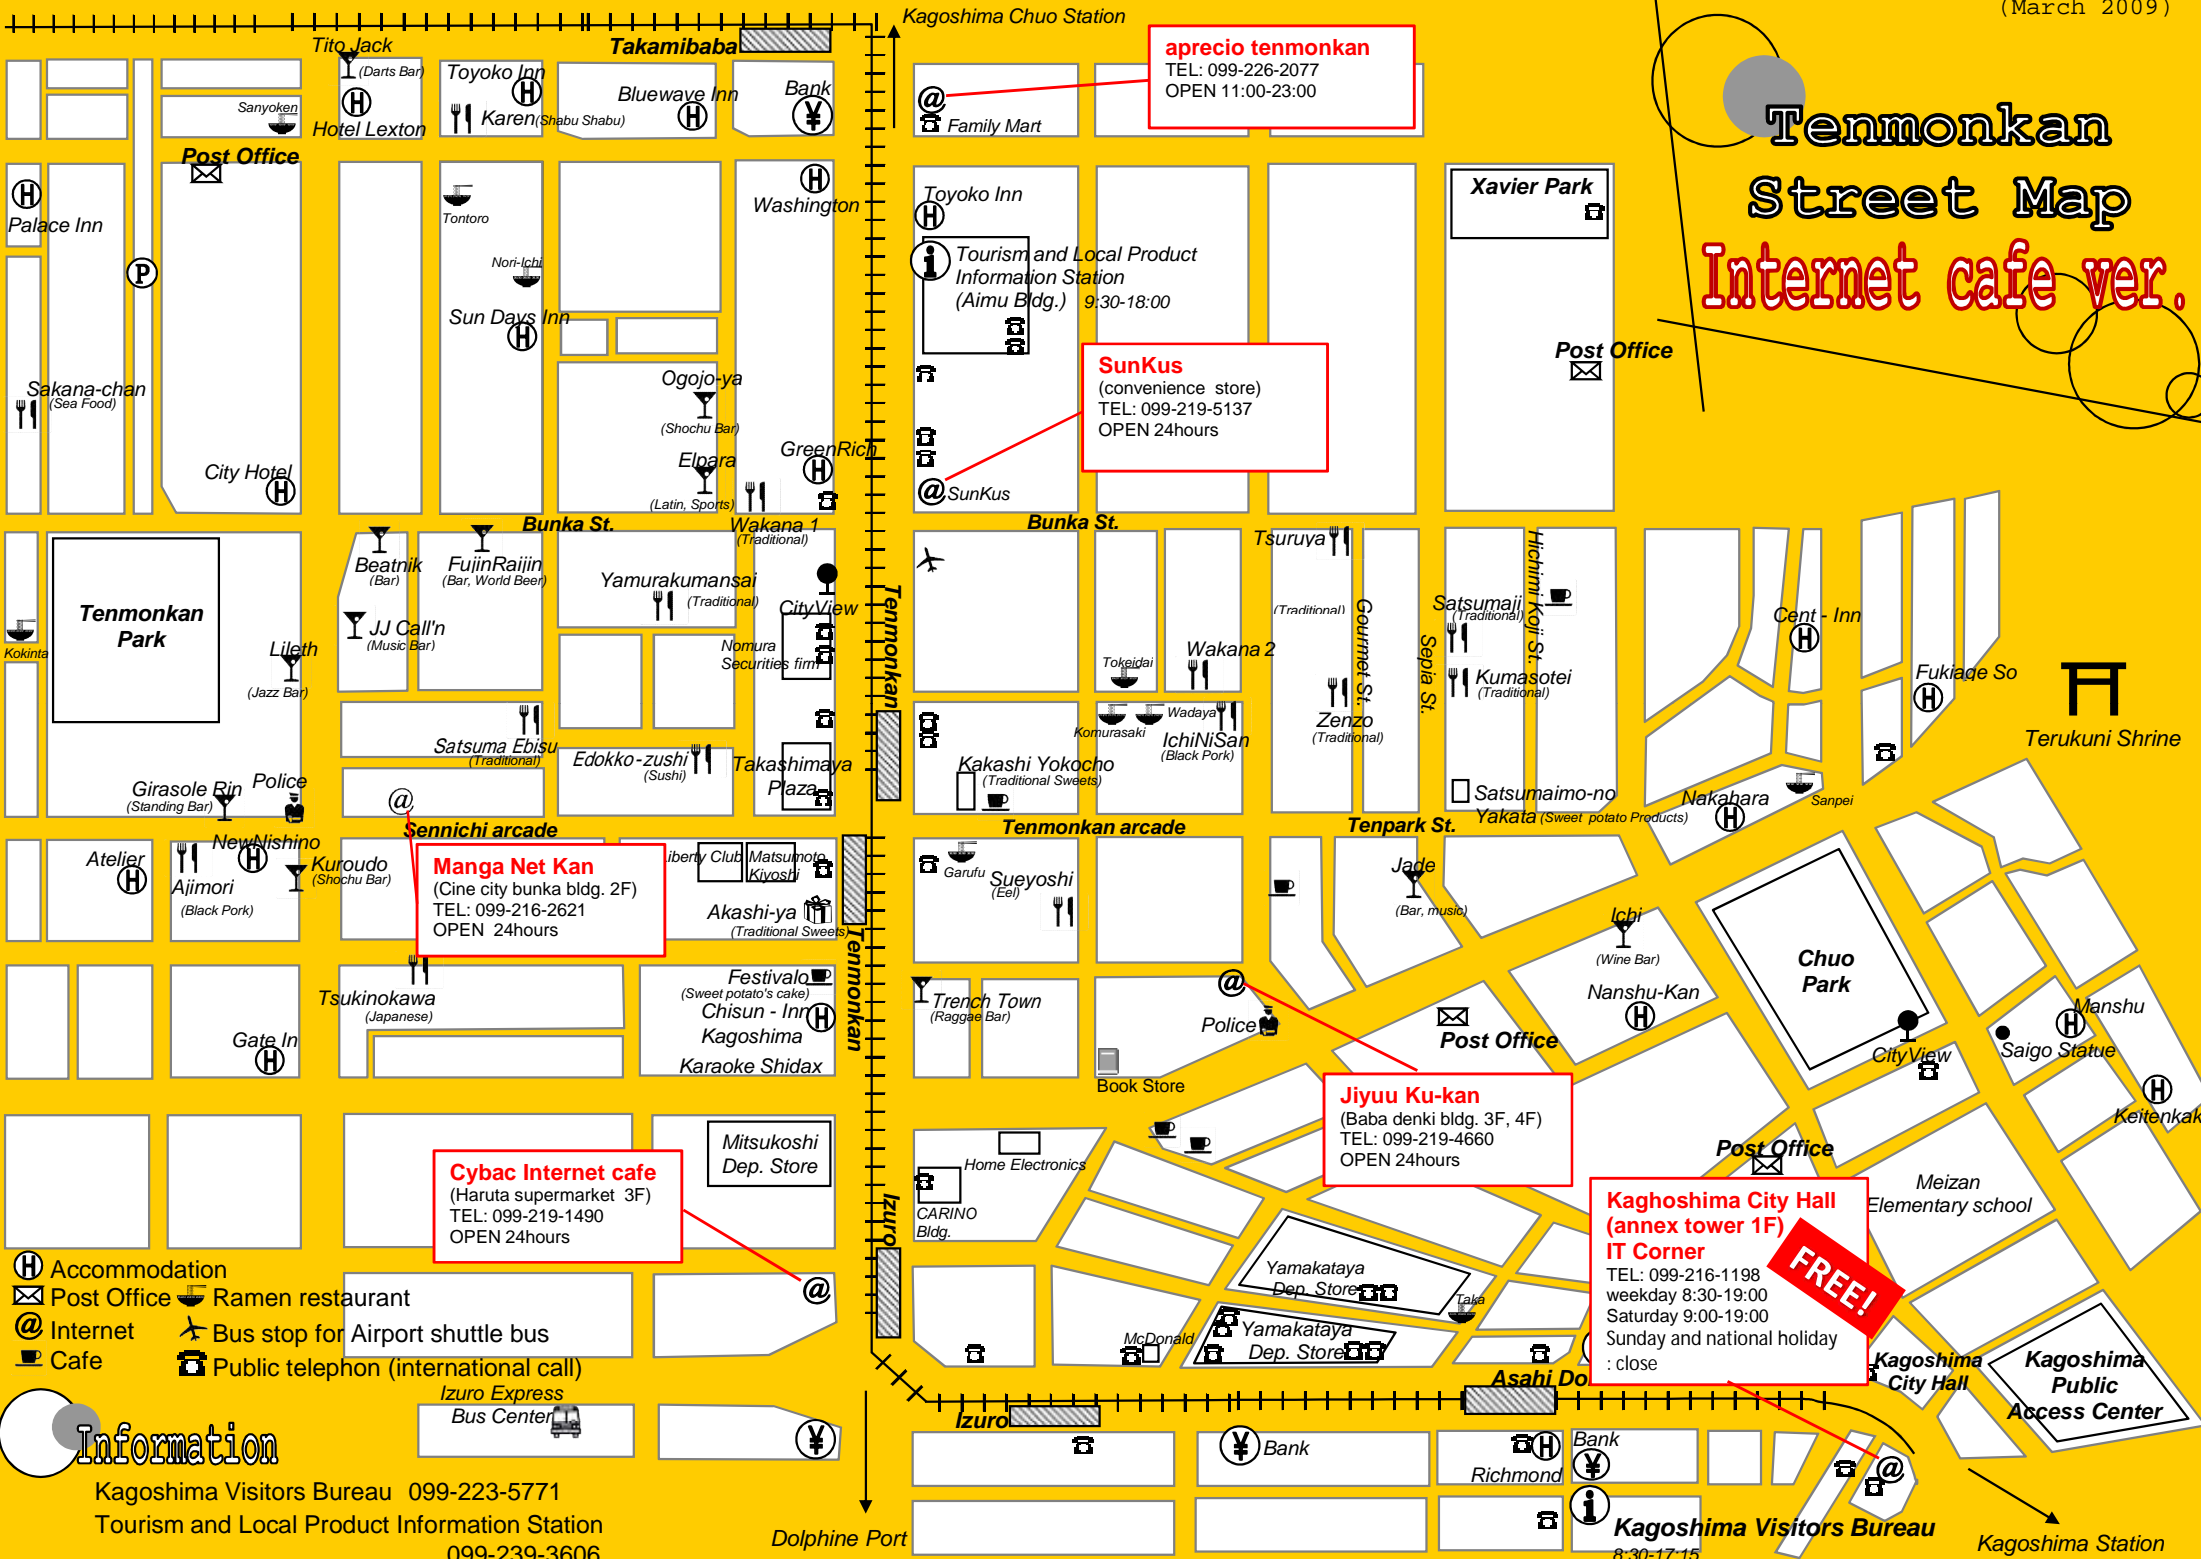 (March 2009)
Tenmonkan
Street Map
Internet cafe ver.
Kagoshima Chuo Station
Takamibaba
aprecio tenmonkan
TEL: 099-226-2077
OPEN 11:00-23:00
Tito Jack
(Darts Bar)
Hotel Lexton
Toyoko Inn
Karen(Shabu Shabu)
Bluewave Inn
Bank
Family Mart
Sanyoken
Post Office
Palace Inn
P
Tontoro
Nori-Ichi
Sun Days Inn
Washington
Toyoko Inn
Tourism and Local Product
Information Station
(Aimu Bldg.) 9:30-18:00
Xavier Park
Post Office
Sakana-chan
(Sea Food)
City Hotel
Ogojo-ya
(Shochu Bar)
Elpara
(Latin, Sports)
GreenRich
SunKus
(convenience store)
TEL: 099-219-5137
OPEN 24hours
SunKus
Wakana 1
(Traditional)
Bunka St.
Bunka St.
Tenmonkan
Park
Kokinta
Beatnik
(Bar)
FujinRaijin
(Bar, World Beer)
Yamurakumansai
(Traditional)
CityView
Nomura
Securities firm
JJ Call'n
(Music Bar)
Lileth
(Jazz Bar)
Tenmonkan
Tsuruya
(Traditional)
Gourmet St.
Sepia St.
Hichimi Koji St.
Satsumaji
(Traditional)
Kumasotei
(Traditional)
Tokeidai
Wakana 2
Komurasaki
Wadaya
IchiNiSan
(Black Pork)
Zenzo
(Traditional)
Cent - Inn
Fukiage So
Terukuni Shrine
Satsuma Ebisu
(Traditional)
Edokko-zushi
(Sushi)
Takashimaya
Plaza
Kakashi Yokocho
(Traditional Sweets)
Satsumaimo-no
Yakata (Sweet potato Products)
Nakahara
Sanpei
Girasole Rin
(Standing Bar)
Police
Sennichi arcade
Tenmonkan arcade
Tenpark St.
Atelier
Ajimori
(Black Pork)
NewNishino
Kuroudo
(Shochu Bar)
Manga Net Kan
(Cine city bunka bldg. 2F)
TEL: 099-216-2621
OPEN 24hours
iberty Club
Matsumoto
Kiyoshi
Akashi-ya
(Traditional Sweets)
Garufu
Sueyoshi
(Eel)
Jade
(Bar, music)
Ichi
(Wine Bar)
Chuo
Park
Tsukinokawa
(Japanese)
Gate In
Festivalo
(Sweet potato's cake)
Chisun - Inn
Kagoshima
Karaoke Shidax
Tenmonkan
Trench Town
(Raggae Bar)
Police
Book Store
Post Office
Nanshu-Kan
CityView
Saigo Statue
Manshu
Keitenkak
Jiyuu Ku-kan
(Baba denki bldg. 3F, 4F)
TEL: 099-219-4660
OPEN 24hours
Mitsukoshi
Dep. Store
Cybac Internet cafe
(Haruta supermarket 3F)
TEL: 099-219-1490
OPEN 24hours
Izuro
Home Electronics
CARINO
Bldg.
Post Office
Meizan
Elementary school
Kaghoshima City Hall
(annex tower 1F)
IT Corner
TEL: 099-216-1198
weekday 8:30-19:00
Saturday 9:00-19:00
Sunday and national holiday
: close
FREE!
Yamakataya
Dep. Store
Taka
McDonald
Yamakataya
Dep. Store
Asahi Do
Kagoshima
City Hall
Kagoshima
Public
Access Center
Accommodation
Post Office
Ramen restaurant
Internet
Bus stop for Airport shuttle bus
Cafe
Public telephon (international call)
Izuro Express
Bus Center
Izuro
Bank
Richmond
Bank
Information
Kagoshima Visitors Bureau 099-223-5771
Tourism and Local Product Information Station
099-239-3606
Dolphine Port
Kagoshima Visitors Bureau
8:30-17:15
Kagoshima Station